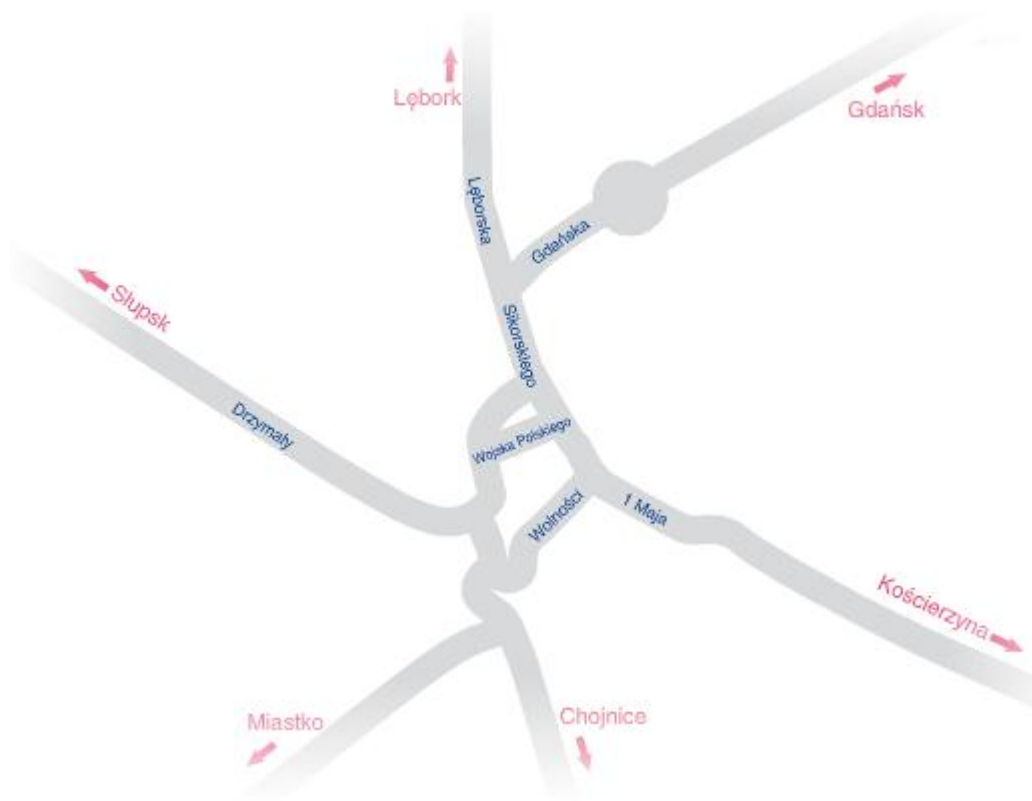 Lębork
Gdańsk
Lęborska
Gdańska
Słupsk
Sikorskiego
Drzymały
Wojska Polskiego
Wolności
1 Maja
Kościerzyna
Miastko
Chojnice